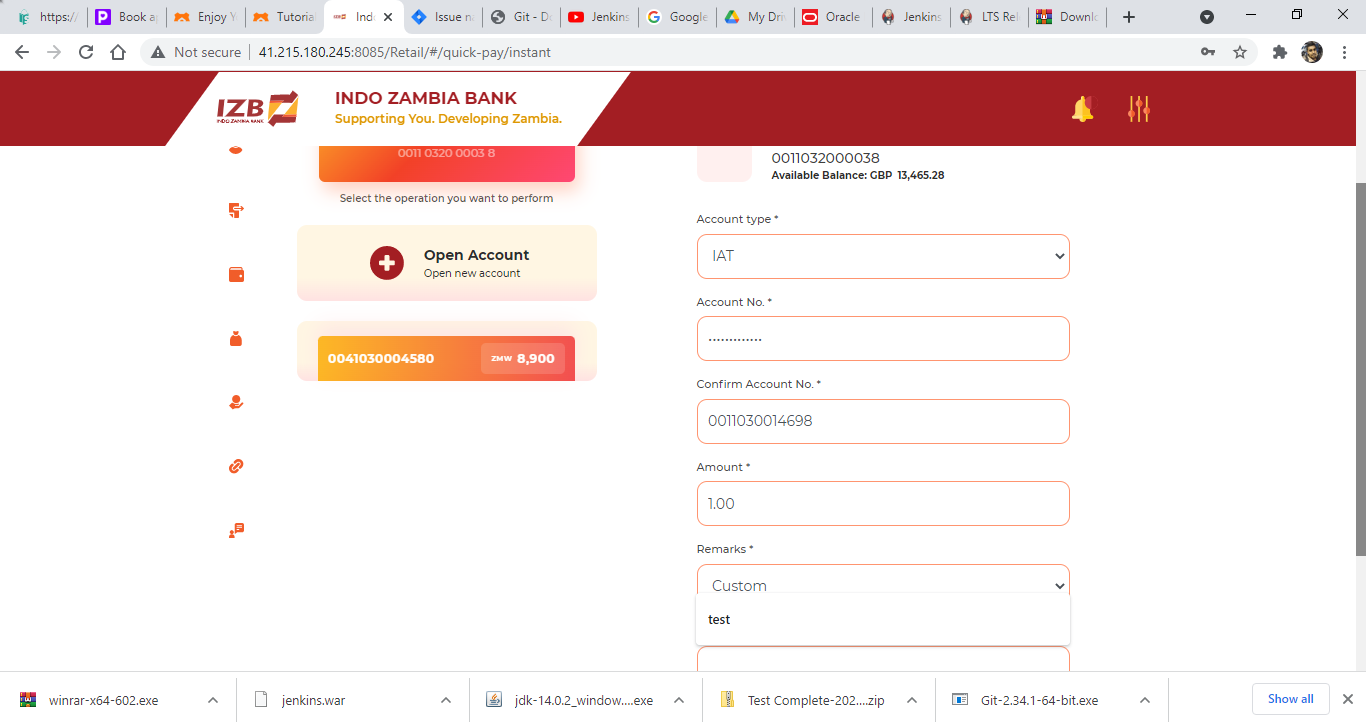 https:/
Book a
Enjoy Y
Tutoria
Ind
Issue n
Git - D
Jenkins
Google
My Dri
Oracle
Jenkins
LTS Rel
Downlo
Not secure
41.215.180.245:8085/Retail/#/quick-pay/instant
IZB
INDO ZAMBIA BANK
INDO ZAMBIA BANK
Supporting You. Developing Zambia.
0011 0320 0003 8
Select the operation you want to perform
Open Account
Open new account
0041030004580
ZMW 8,900
0011032000038
Available Balance: GBP 13,465.28
Account type *
IAT
Account No. *
•••••••••••••
Confirm Account No. *
0011030014698
Amount *
1.00
Remarks *
Custom
test
winrar-x64-602.exe
jenkins.war
jdk-14.0.2_window....exe
Test Complete-202....zip
Git-2.34.1-64-bit.exe
Show all